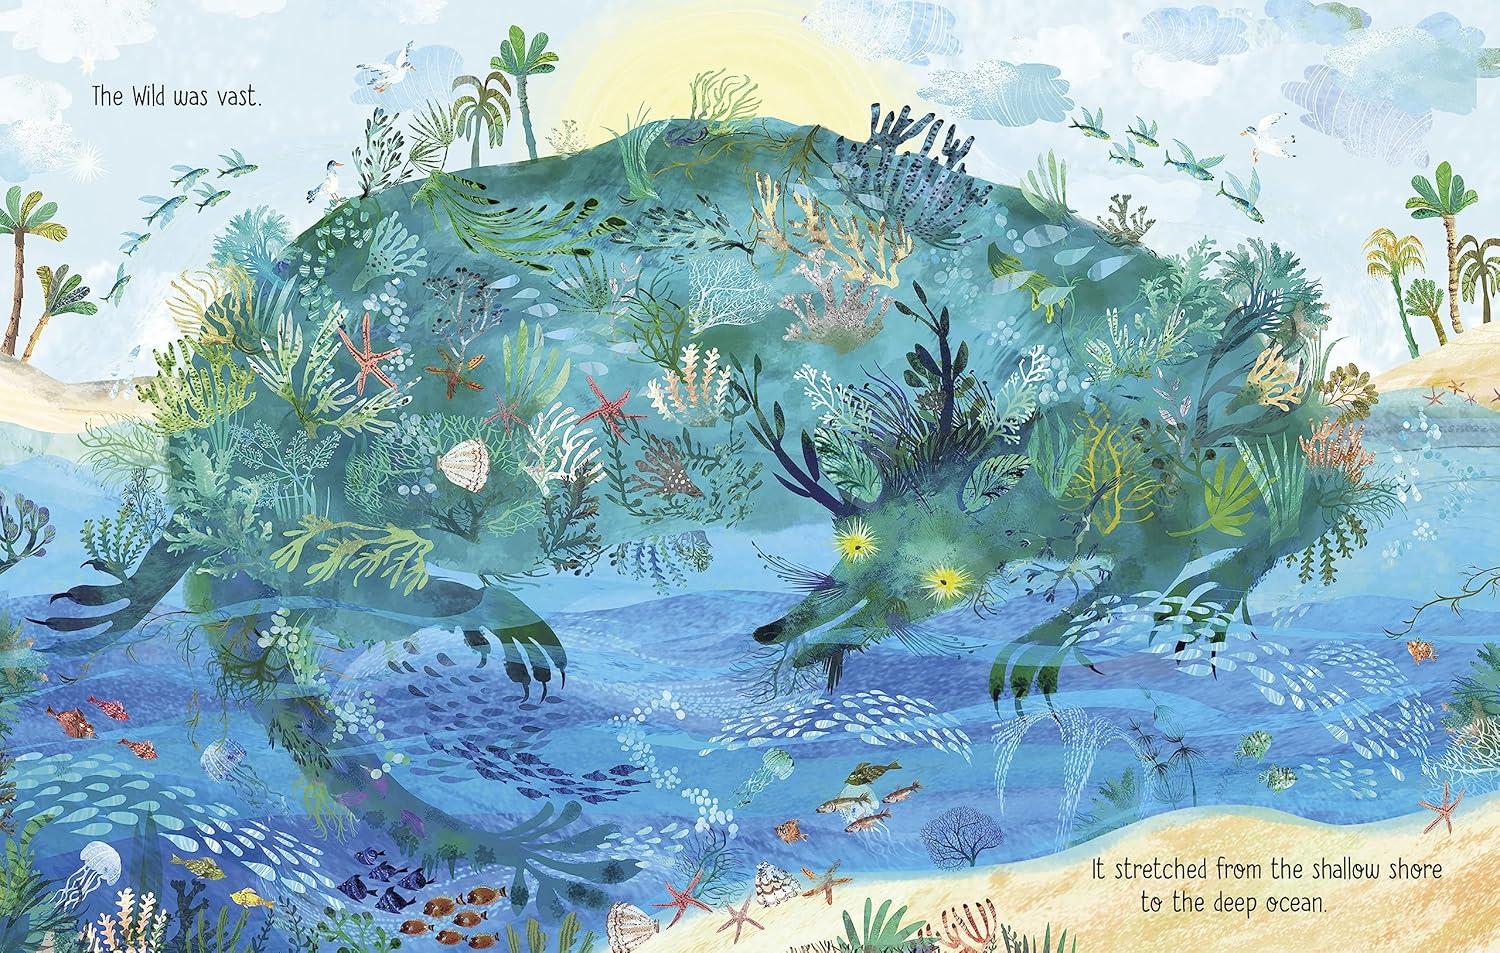 The Wild was vast.
It stretched from the shallow shore
to the deep ocean.